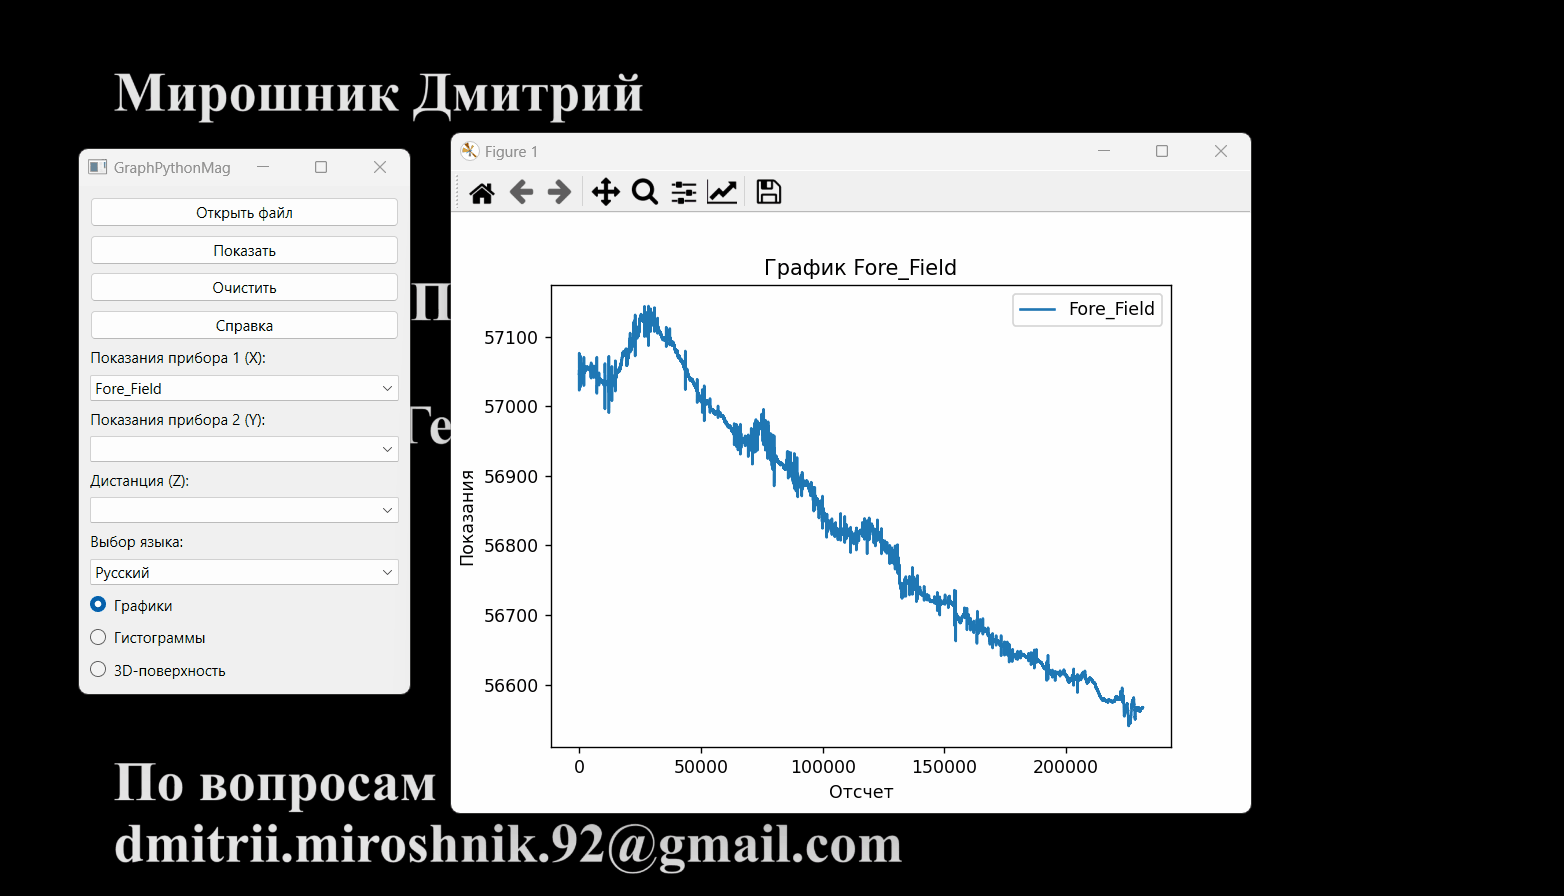 Мирошник Дмитрий
GraphPythonMag
Открыть файл
Показать
Очистить
Справка
Показания прибора 1 (X):
Fore_Field
Показания прибора 2 (Y):
Дистанция (Z):
Выбор языка:
Русский
Графики
Гистограммы
3D-поверхность
Figure 1
График Fore_Field
Fore_Field
Показания
57100
57000
56900
56800
56700
56600
0
50000
100000
150000
200000
Отсчет
По вопросам
dmitrii.miroshnik.92@gmail.com